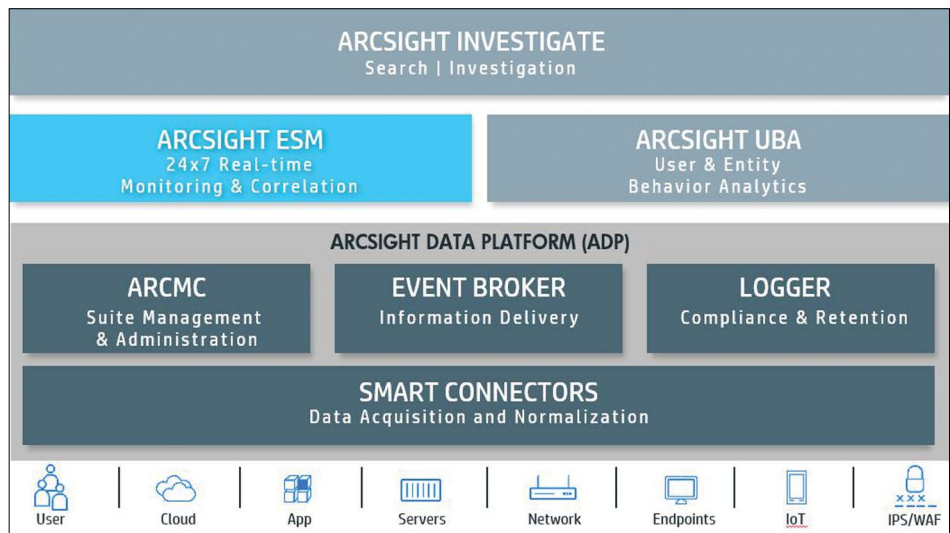 ARCSIGHT INVESTIGATE
Search | Investigation
ARCSIGHT ESM
24x7 Real-time
Monitoring & Correlation
ARCSIGHT UBA
User & Entity
Behavior Analytics
ARCSIGHT DATA PLATFORM (ADP)
ARCMC
Suite Management
& Administration
EVENT BROKER
Information Delivery
LOGGER
Compliance & Retention
SMART CONNECTORS
Data Acquisition and Normalization
User
Cloud
App
Servers
Network
Endpoints
IoT
XXX
IPS/WAF